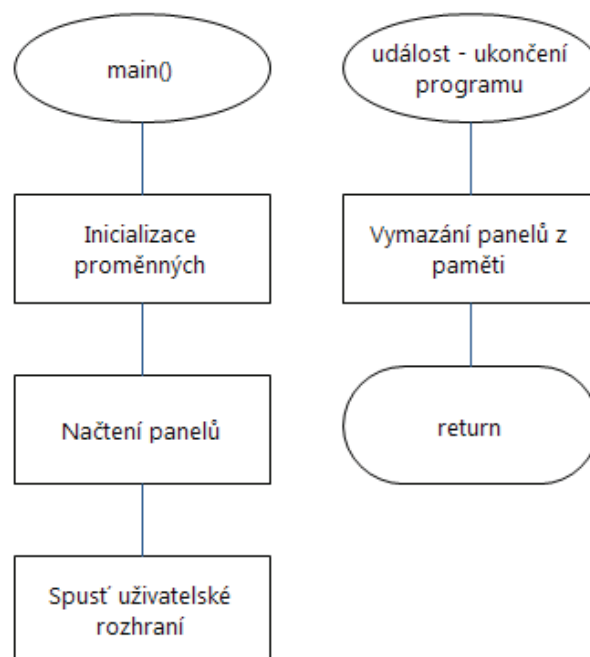 main()
Inicializace
proměnných
Načtení panelů
Spusť uživatelské
rozhraní
událost - ukončení
programu
Vymazání panelů z
paměti
return